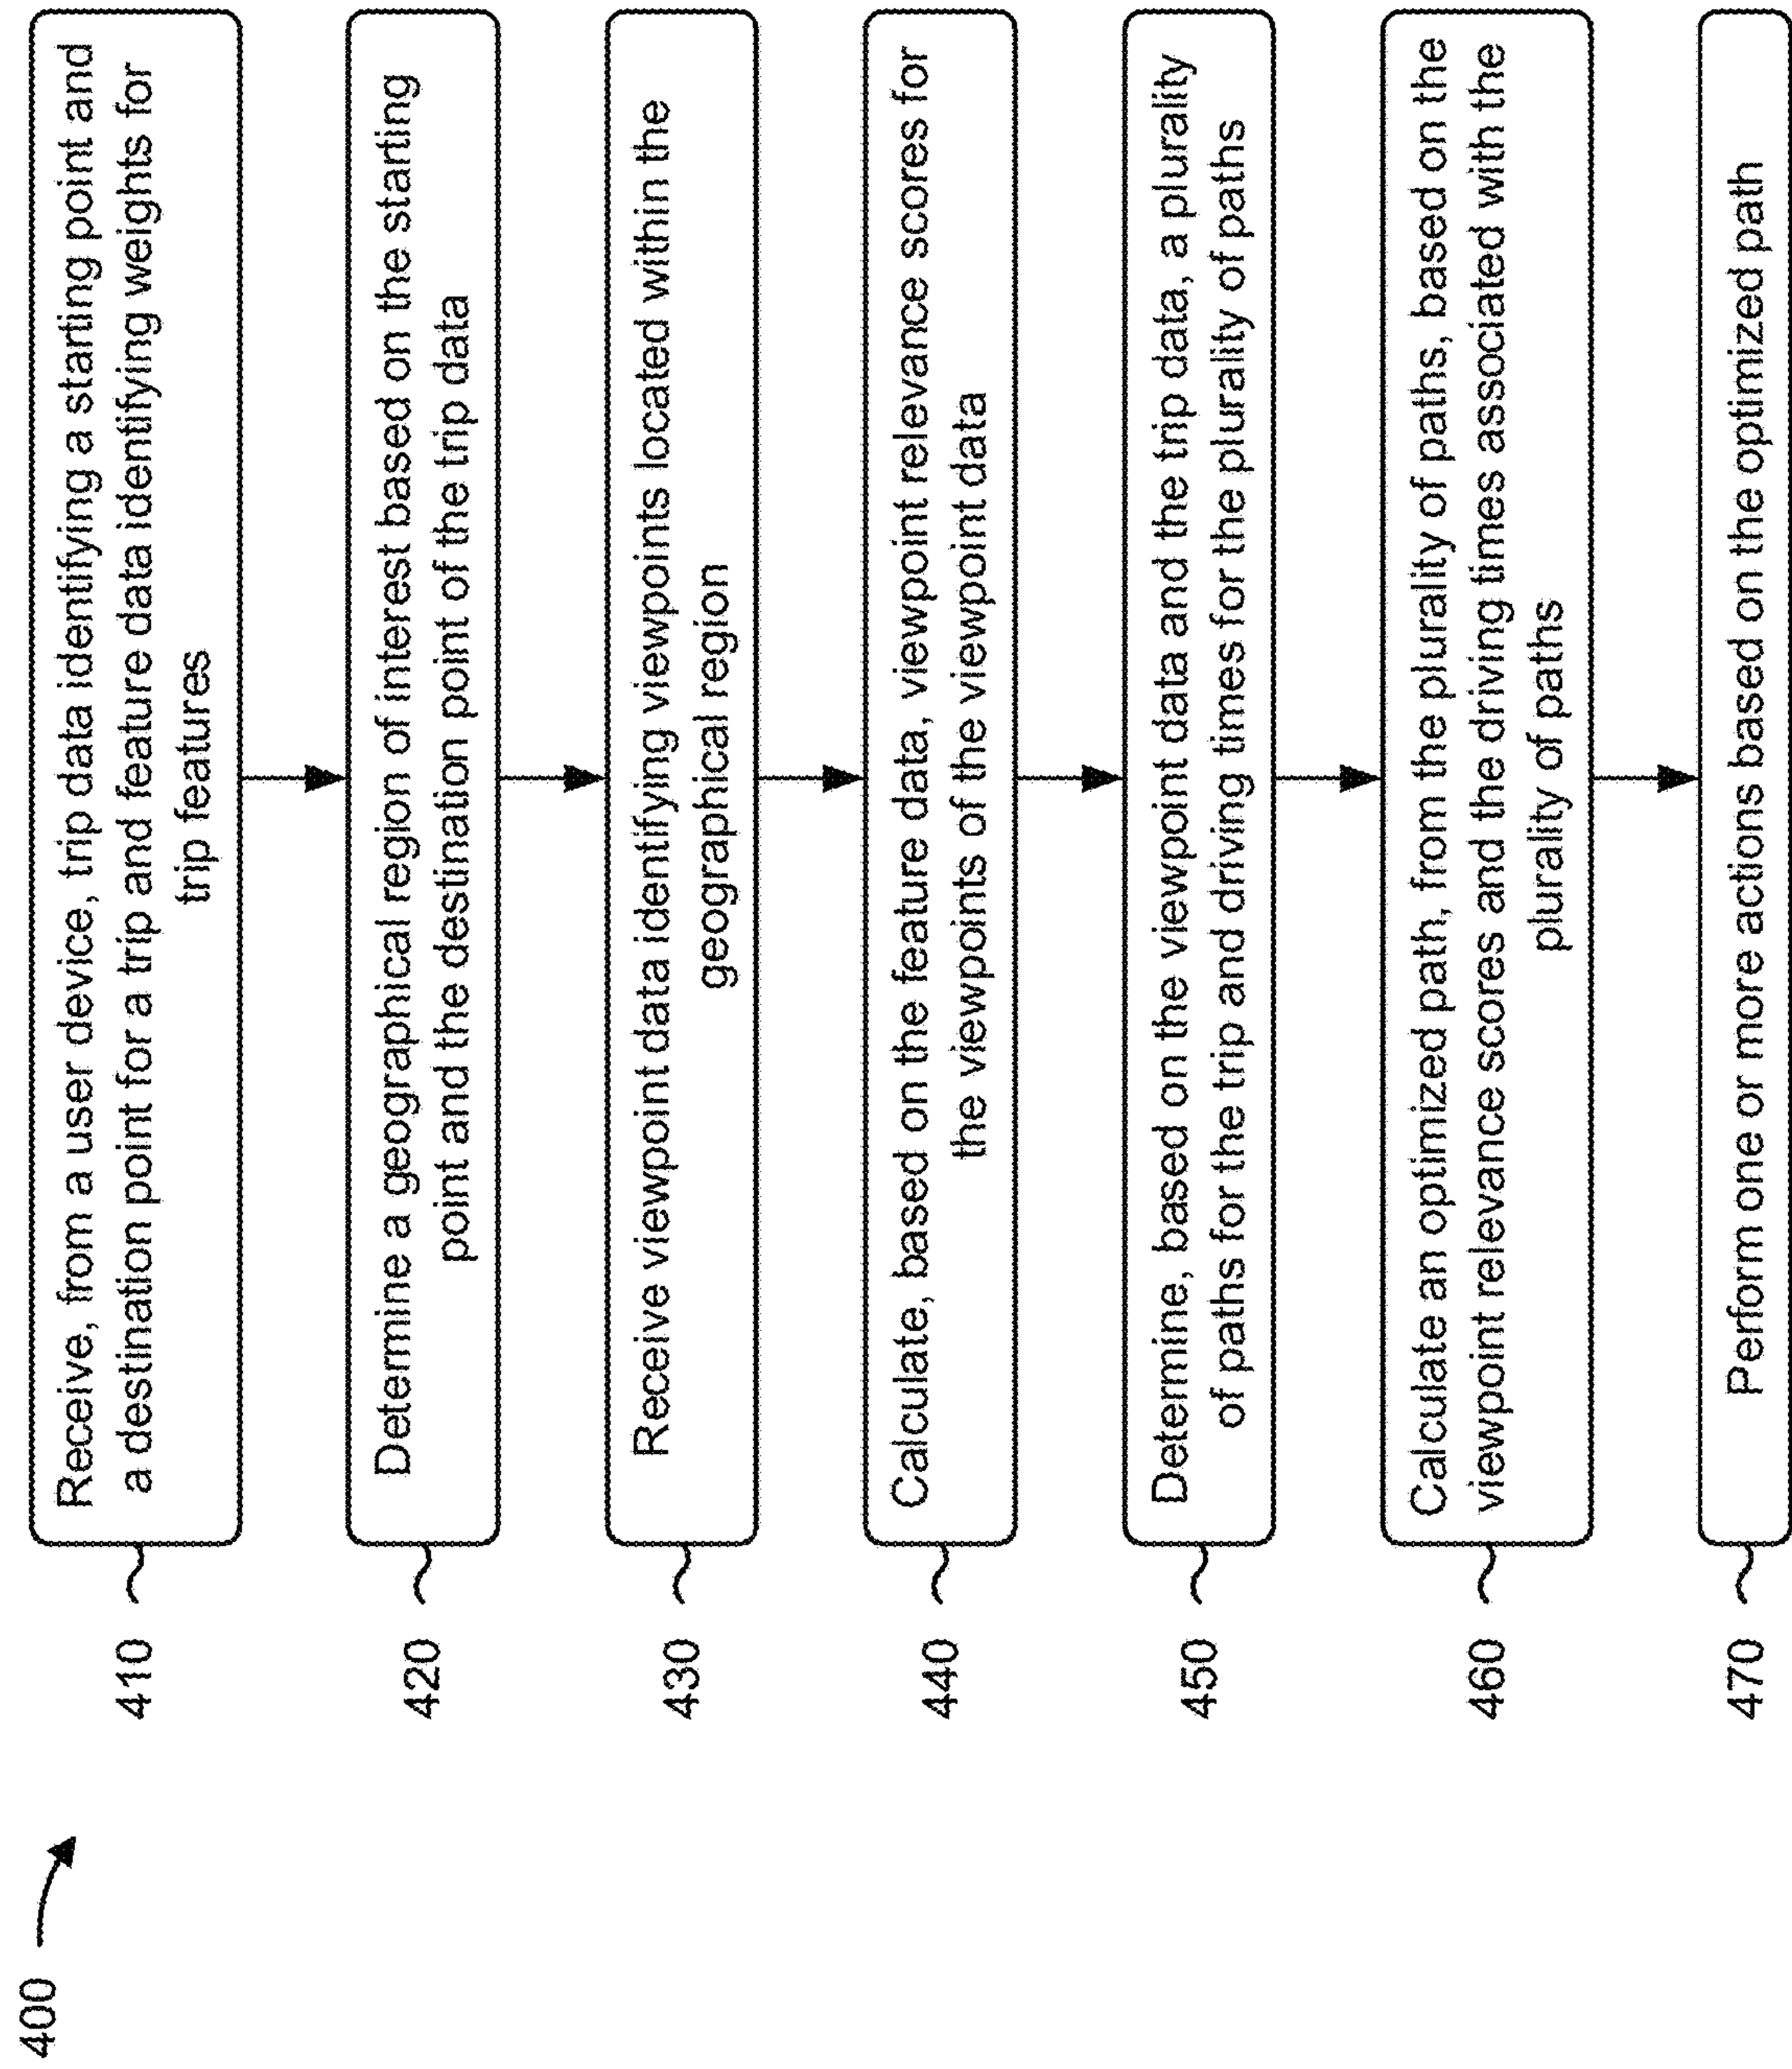 400
410
Receive, from a user device, trip data identifying a starting point and
a destination point for a trip and feature data identifying weights for
trip features
420
Determine a geographical region of interest based on the starting
point and the destination point of the trip data
430
Receive viewpoint data identifying viewpoints located within the
geographical region
440
Calculate, based on the feature data, viewpoint relevance scores for
the viewpoints of the viewpoint data
450
Determine, based on the viewpoint data and the trip data, a plurality
of paths for the trip and driving times for the plurality of paths
460
Calculate an optimized path, from the plurality of paths, based on the
viewpoint relevance scores and the driving times associated with the
plurality of paths
470
Perform one or more actions based on the optimized path